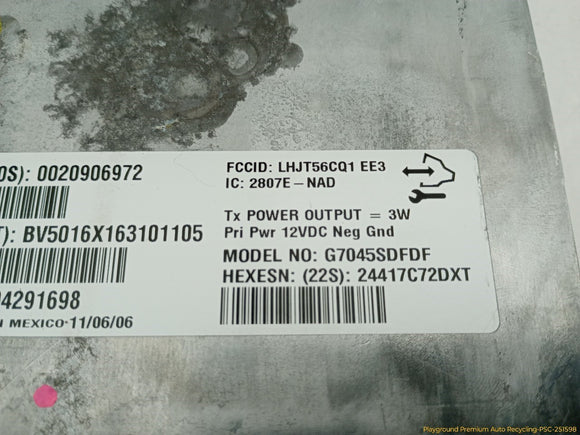 0S): 0020906972
T): BV5016X163101105
4291698
N MEXICO·11/06/06
FCCID: LHJT56CQ1 EE3
IC: 2807E-NAD
Tx POWER OUTPUT = 3W
Pri Pwr 12VDC Neg Gnd
MODEL NO: G7045SDFDF
HEXESN: (22S): 24417C72DXT
Playground Premium Auto Recycling-PSC-251598